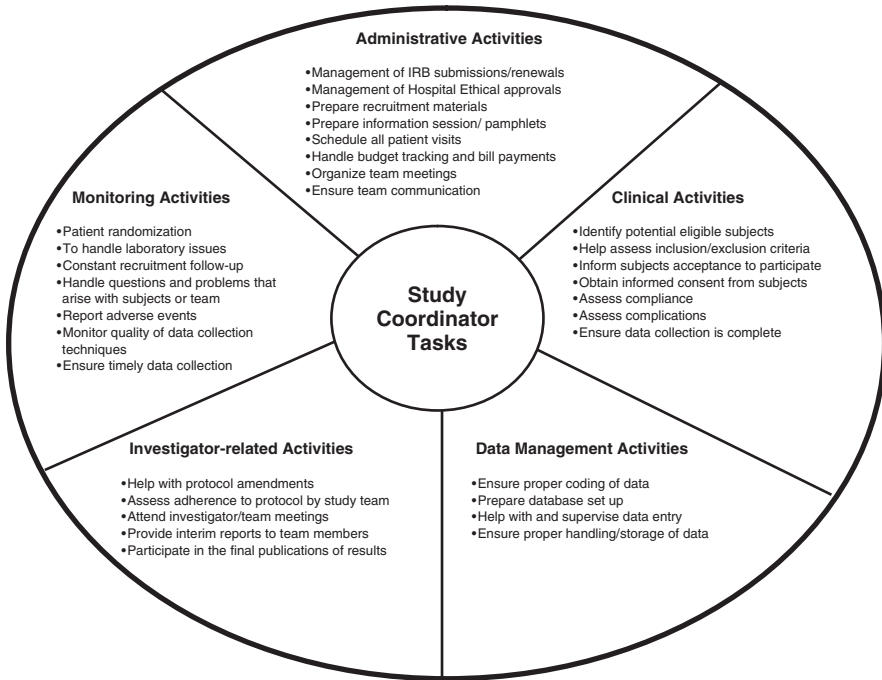 Administrative Activities
•Management of IRB submissions/renewals
•Management of Hospital Ethical approvals
•Prepare recruitment materials
•Prepare information session/ pamphlets
•Schedule all patient visits
•Handle budget tracking and bill payments
•Organize team meetings
•Ensure team communication
Monitoring Activities
•Patient randomization
•To handle laboratory issues
•Constant recruitment follow-up
•Handle questions and problems that
arise with subjects or team
•Report adverse events
•Monitor quality of data collection
techniques
•Ensure timely data collection
Clinical Activities
•Identify potential eligible subjects
•Help assess inclusion/exclusion criteria
•Inform subjects acceptance to participate
•Obtain informed consent from subjects
•Assess compliance
•Assess complications
•Ensure data collection is complete
Study
Coordinator
Tasks
Investigator-related Activities
•Help with protocol amendments
•Assess adherence to protocol by study team
•Attend investigator/team meetings
•Provide interim reports to team members
•Participate in the final publications of results
Data Management Activities
•Ensure proper coding of data
•Prepare database set up
•Help with and supervise data entry
•Ensure proper handling/storage of data